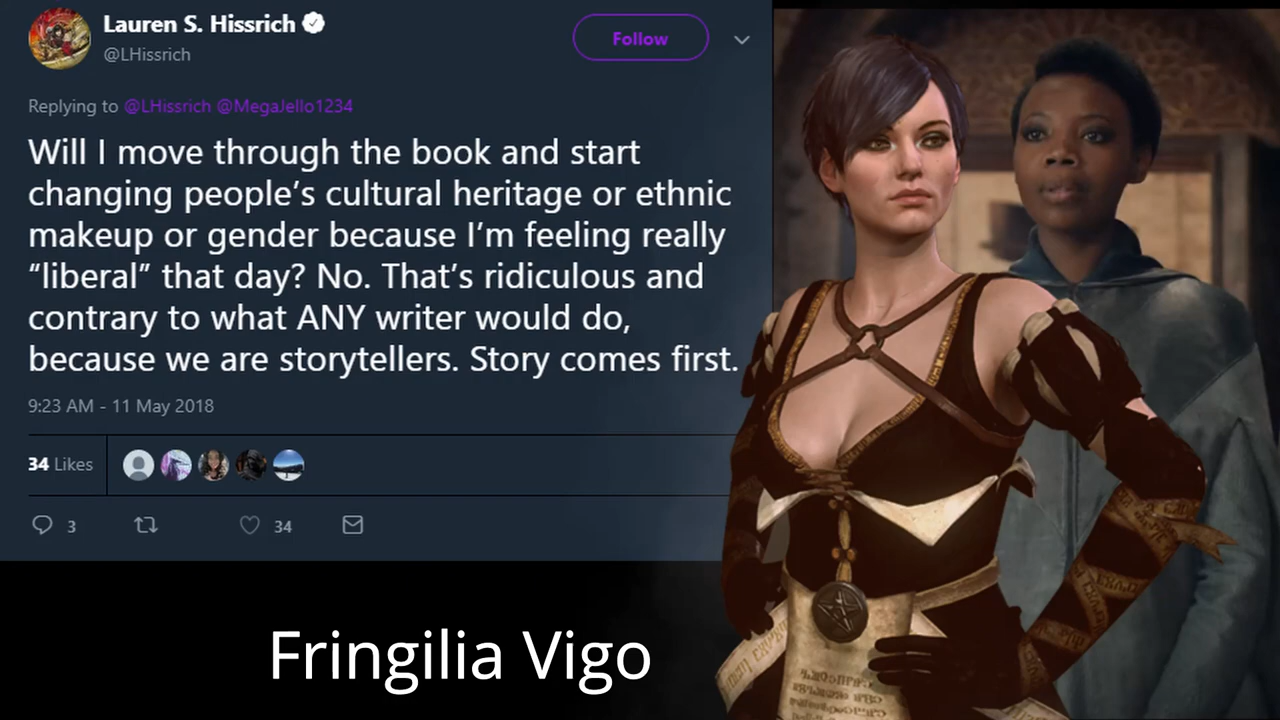 Lauren S. Hissrich
@LHissrich
Follow
Replying to @LHissrich @MegaJello1234
Will I move through the book and start
changing people's cultural heritage or ethnic
makeup or gender because I'm feeling really
“liberal” that day? No. That's ridiculous and
contrary to what ANY writer would do,
because we are storytellers. Story comes first.
9:23 AM - 11 May 2018
34 Likes
3
34
Fringilia Vigo